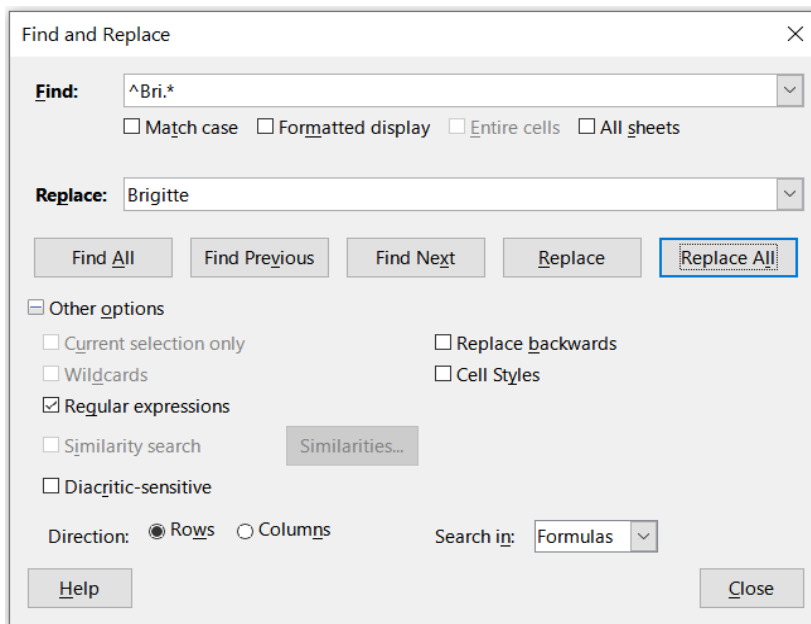 Find and Replace
Find: ^Bri.*
Match case Formatted display Entire cells All sheets
Replace: Brigitte
Find All Find Previous Find Next Replace Replace All
Other options
Current selection only Replace backwards
Wildcards Cell Styles
Regular expressions
Similarity search Similarities...
Diacritic-sensitive
Direction: Rows Columns Search in: Formulas
Help Close